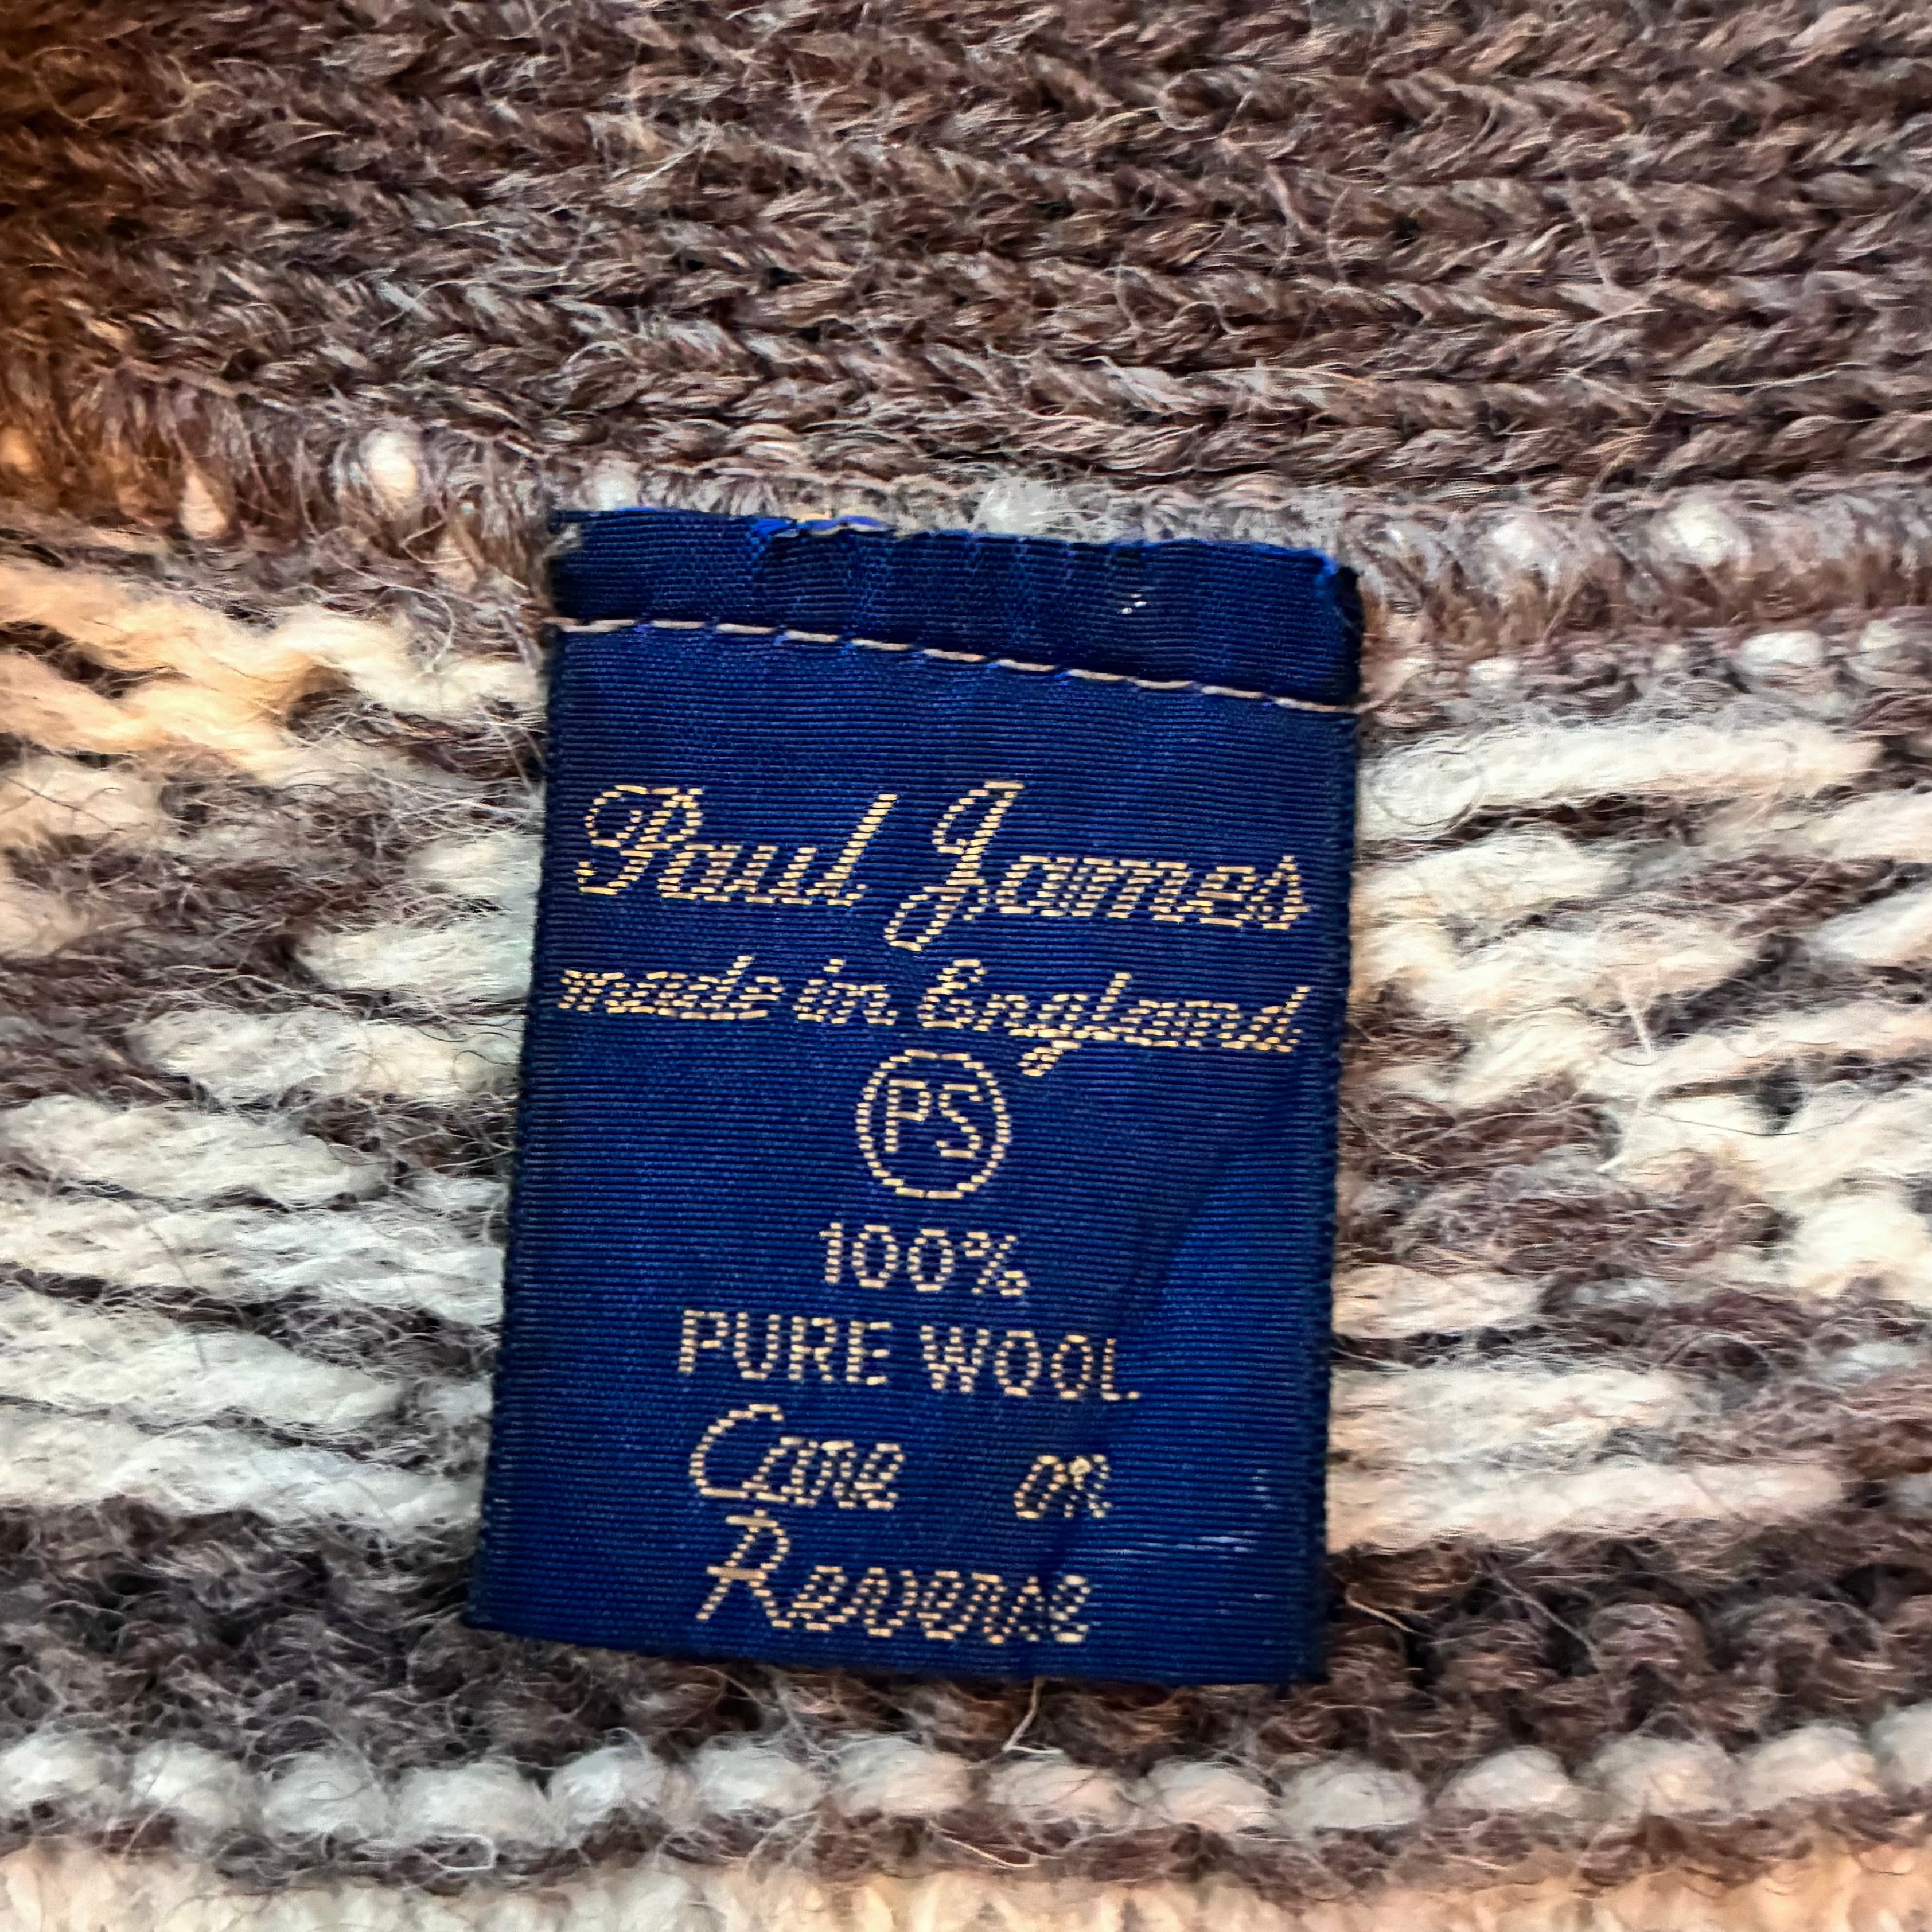 Paul James
made in England
PS
100%
PURE WOOL
Care on
Reverse